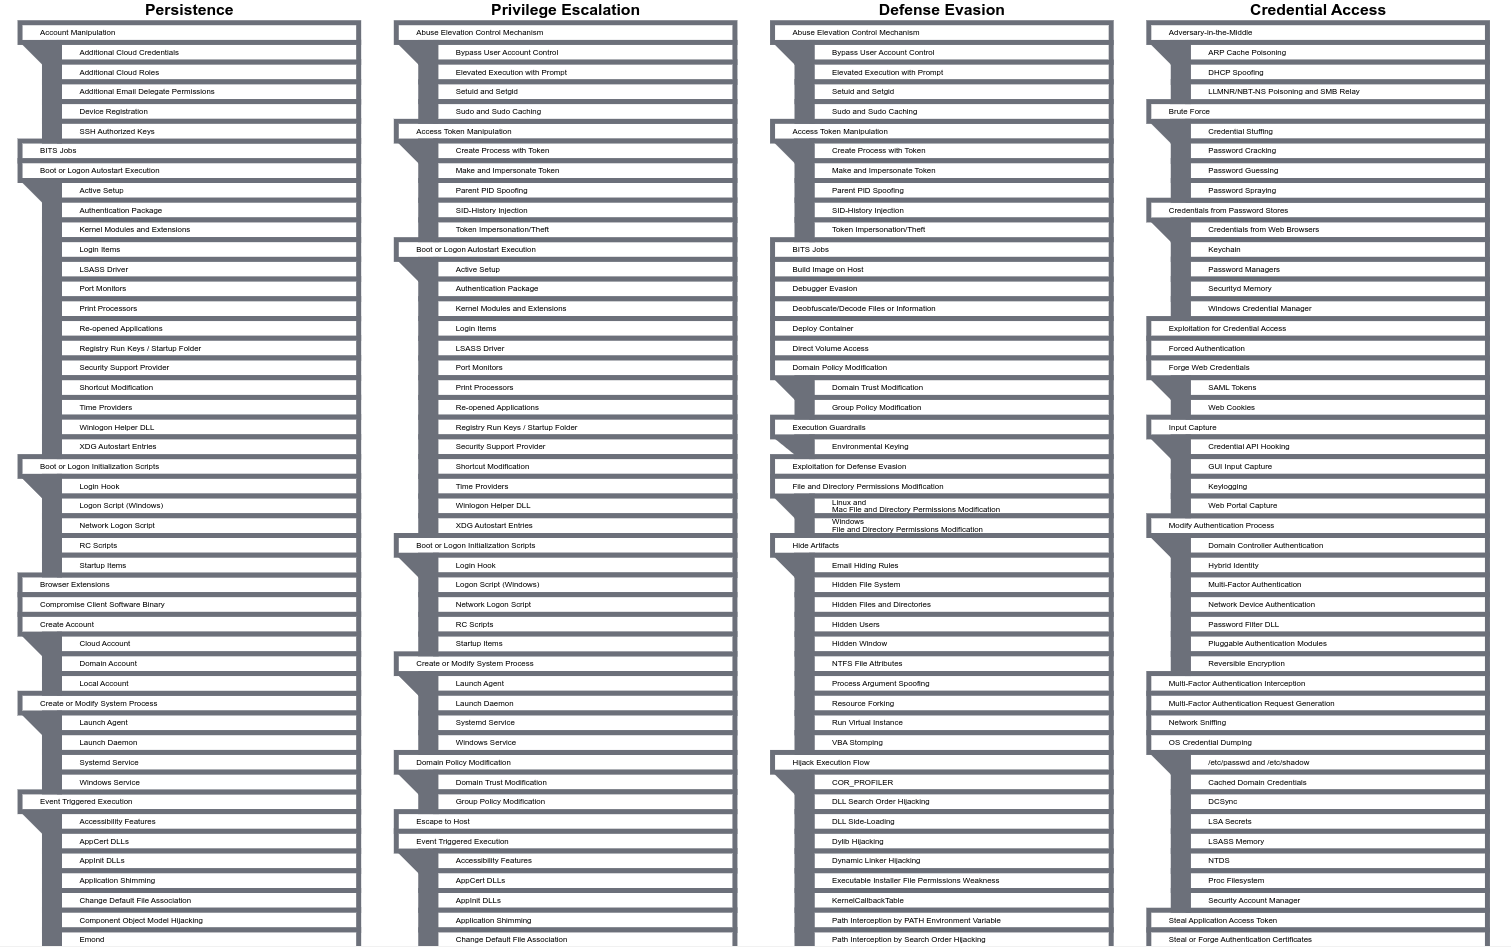 Persistence
Account Manipulation
Additional Cloud Credentials
Additional Cloud Roles
Additional Email Delegate Permissions
Device Registration
SSH Authorized Keys
BITS Jobs
Boot or Logon Autostart Execution
Active Setup
Authentication Package
Kernel Modules and Extensions
Login Items
LSASS Driver
Port Monitors
Print Processors
Re-opened Applications
Registry Run Keys / Startup Folder
Security Support Provider
Shortcut Modification
Time Providers
Winlogon Helper DLL
XDG Autostart Entries
Boot or Logon Initialization Scripts
Login Hook
Logon Script (Windows)
Network Logon Script
RC Scripts
Startup Items
Browser Extensions
Compromise Client Software Binary
Create Account
Cloud Account
Domain Account
Local Account
Create or Modify System Process
Launch Agent
Launch Daemon
Systemd Service
Windows Service
Event Triggered Execution
Accessibility Features
AppCert DLLs
AppInit DLLs
Application Shimming
Change Default File Association
Component Object Model Hijacking
Emond
Privilege Escalation
Abuse Elevation Control Mechanism
Bypass User Account Control
Elevated Execution with Prompt
Setuid and Setgid
Sudo and Sudo Caching
Access Token Manipulation
Create Process with Token
Make and Impersonate Token
Parent PID Spoofing
SID-History Injection
Token Impersonation/Theft
Boot or Logon Autostart Execution
Active Setup
Authentication Package
Kernel Modules and Extensions
Login Items
LSASS Driver
Port Monitors
Print Processors
Re-opened Applications
Registry Run Keys / Startup Folder
Security Support Provider
Shortcut Modification
Time Providers
Winlogon Helper DLL
XDG Autostart Entries
Boot or Logon Initialization Scripts
Login Hook
Logon Script (Windows)
Network Logon Script
RC Scripts
Startup Items
Create or Modify System Process
Launch Agent
Launch Daemon
Systemd Service
Windows Service
Domain Policy Modification
Domain Trust Modification
Group Policy Modification
Escape to Host
Event Triggered Execution
Accessibility Features
AppCert DLLs
AppInit DLLs
Application Shimming
Change Default File Association
Defense Evasion
Abuse Elevation Control Mechanism
Bypass User Account Control
Elevated Execution with Prompt
Setuid and Setgid
Sudo and Sudo Caching
Access Token Manipulation
Create Process with Token
Make and Impersonate Token
Parent PID Spoofing
SID-History Injection
Token Impersonation/Theft
BITS Jobs
Build Image on Host
Debugger Evasion
Deobfuscate/Decode Files or Information
Deploy Container
Direct Volume Access
Domain Policy Modification
Domain Trust Modification
Group Policy Modification
Execution Guardrails
Environmental Keying
Exploitation for Defense Evasion
File and Directory Permissions Modification
Linux and
Mac File and Directory Permissions Modification
Windows
File and Directory Permissions Modification
Hide Artifacts
Email Hiding Rules
Hidden File System
Hidden Files and Directories
Hidden Users
Hidden Window
NTFS File Attributes
Process Argument Spoofing
Resource Forking
Run Virtual Instance
VBA Stomping
Hijack Execution Flow
COR_PROFILER
DLL Search Order Hijacking
DLL Side-Loading
Dylib Hijacking
Dynamic Linker Hijacking
Executable Installer File Permissions Weakness
KernelCallbackTable
Path Interception by PATH Environment Variable
Path Interception by Search Order Hijacking
Credential Access
Adversary-in-the-Middle
ARP Cache Poisoning
DHCP Spoofing
LLMNR/NBT-NS Poisoning and SMB Relay
Brute Force
Credential Stuffing
Password Cracking
Password Guessing
Password Spraying
Credentials from Password Stores
Credentials from Web Browsers
Keychain
Password Managers
Securityd Memory
Windows Credential Manager
Exploitation for Credential Access
Forced Authentication
Forge Web Credentials
SAML Tokens
Web Cookies
Input Capture
Credential API Hooking
GUI Input Capture
Keylogging
Web Portal Capture
Modify Authentication Process
Domain Controller Authentication
Hybrid Identity
Multi-Factor Authentication
Network Device Authentication
Password Filter DLL
Pluggable Authentication Modules
Reversible Encryption
Multi-Factor Authentication Interception
Multi-Factor Authentication Request Generation
Network Sniffing
OS Credential Dumping
/etc/passwd and /etc/shadow
Cached Domain Credentials
DCSync
LSA Secrets
LSASS Memory
NTDS
Proc Filesystem
Security Account Manager
Steal Application Access Token
Steal or Forge Authentication Certificates